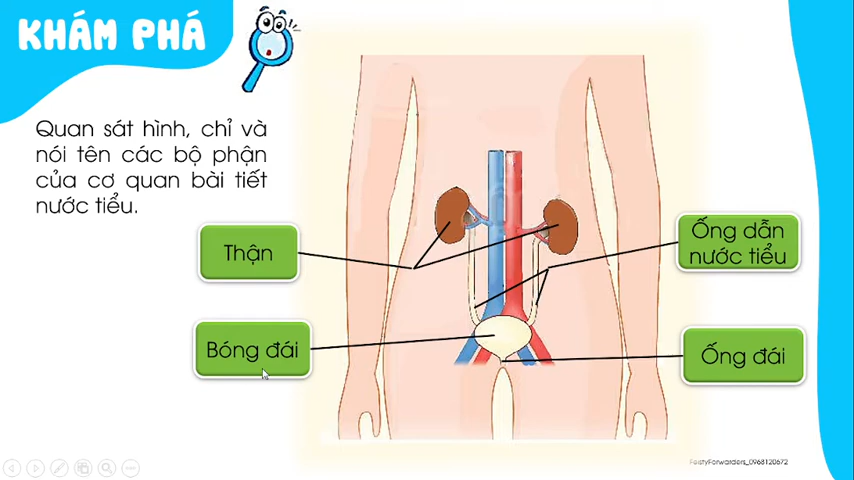 KHÁM PHÁ
Quan sát hình, chỉ và
nói tên các bộ phận
của cơ quan bài tiết
nước tiểu.
Thận
Ống dẫn
nước tiểu
Bóng đái
Ống đái
FeistyForwarders_0968120672